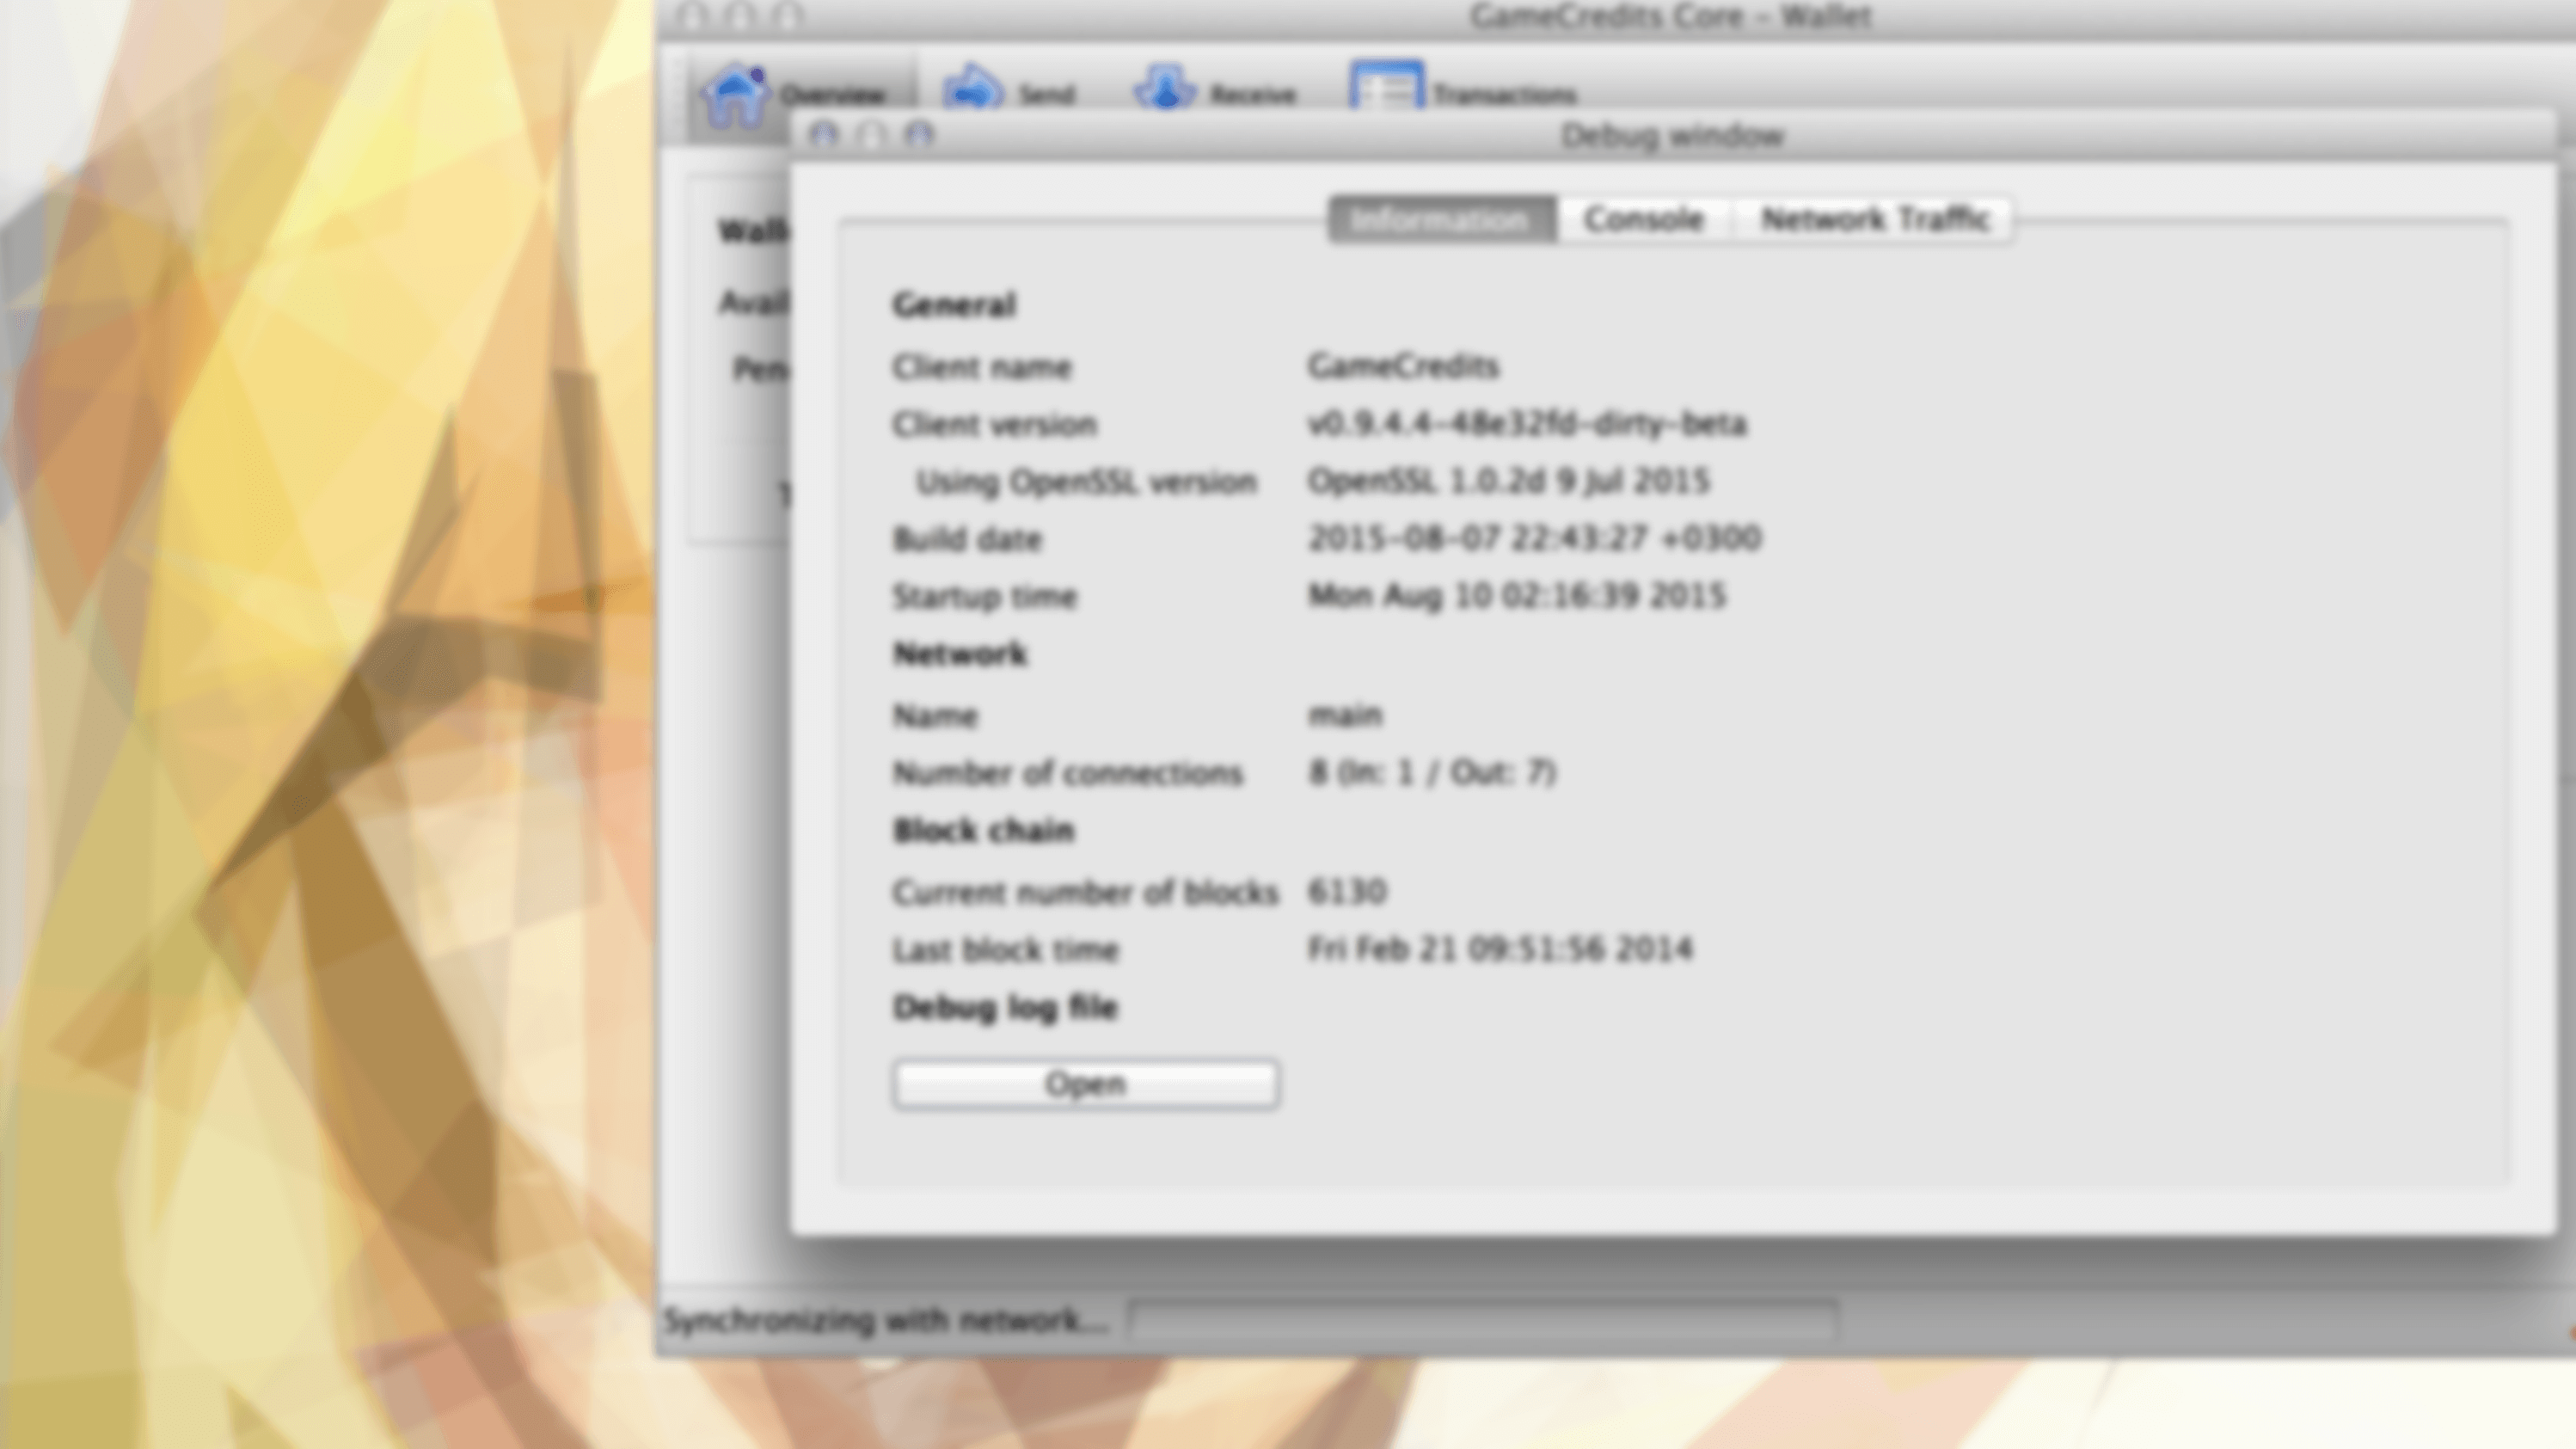 GameCredits Core – Wallet
Overview Send Receive Transactions
Debug window
Information Console Network Traffic
General
Client name GameCredits
Client version v0.9.4.4-48e32fd-dirty-beta
Using OpenSSL version OpenSSL 1.0.2d 9 Jul 2015
Build date 2015-08-07 22:43:27 +0300
Startup time Mon Aug 10 02:16:39 2015
Network
Name main
Number of connections 8 (In: 1 / Out: 7)
Block chain
Current number of blocks 6130
Last block time Fri Feb 21 09:51:56 2014
Debug log file
Open
Synchronizing with network...